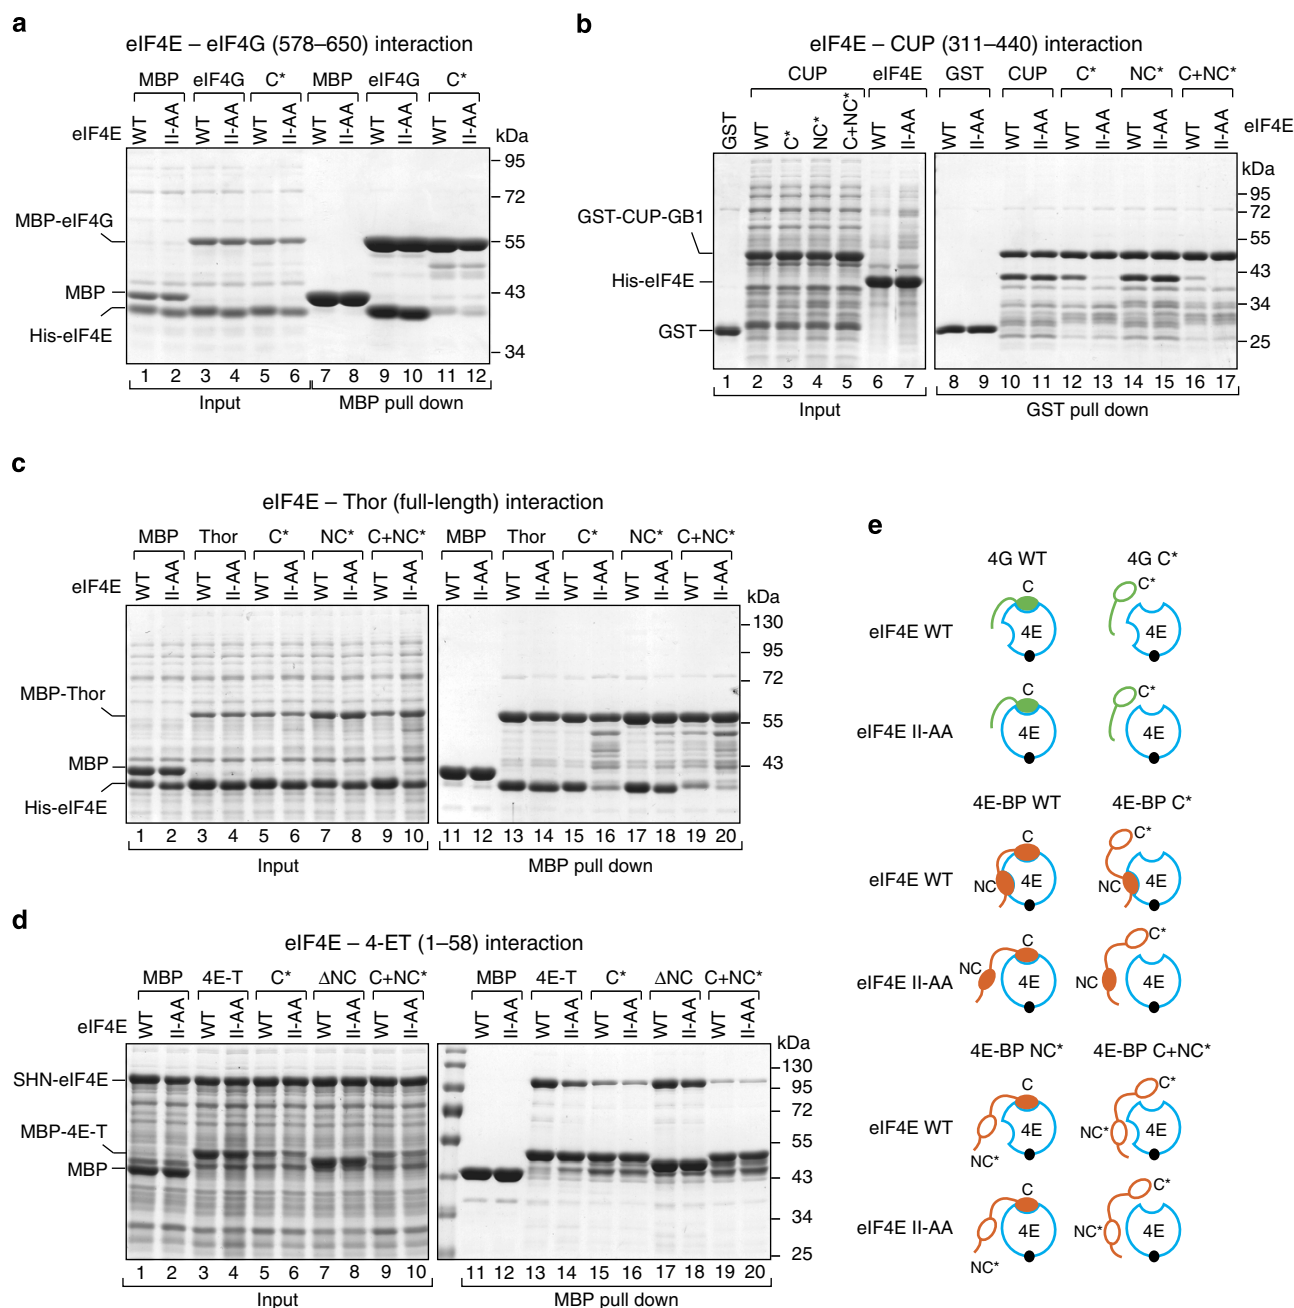 a
eIF4E – eIF4G (578–650) interaction
MBP eIF4G C* MBP eIF4G C*
eIF4E WT II-AA WT II-AA WT II-AA WT II-AA WT II-AA WT II-AA kDa
MBP-eIF4G
MBP
His-eIF4E
95
72
55
43
34
1 2 3 4 5 6 7 8 9 10 11 12
Input MBP pull down
b
eIF4E – CUP (311–440) interaction
CUP eIF4E GST CUP C* NC* C+NC*
GST WT C* NC* C+NC* WT II-AA WT II-AA WT II-AA WT II-AA WT II-AA WT II-AA eIF4E
kDa
GST-CUP-GB1
His-eIF4E
GST
95
72
55
43
34
25
1 2 3 4 5 6 7 8 9 10 11 12 13 14 15 16 17
Input GST pull down
c
eIF4E – Thor (full-length) interaction
MBP Thor C* NC* C+NC* MBP Thor C* NC* C+NC*
eIF4E WT II-AA WT II-AA WT II-AA WT II-AA WT II-AA WT II-AA WT II-AA WT II-AA WT II-AA WT II-AA
kDa
MBP-Thor
MBP
His-eIF4E
130
95
72
55
43
1 2 3 4 5 6 7 8 9 10 11 12 13 14 15 16 17 18 19 20
Input MBP pull down
d
eIF4E – 4-ET (1–58) interaction
MBP 4E-T C* ΔNC C+NC* MBP 4E-T C* ΔNC C+NC*
eIF4E WT II-AA WT II-AA WT II-AA WT II-AA WT II-AA WT II-AA WT II-AA WT II-AA WT II-AA WT II-AA
kDa
SHN-eIF4E
MBP-4E-T
MBP
130
95
72
55
43
34
25
1 2 3 4 5 6 7 8 9 10 11 12 13 14 15 16 17 18 19 20
Input MBP pull down
e
4G WT 4G C*
C C*
eIF4E WT 4E 4E
C C*
eIF4E II-AA 4E 4E
4E-BP WT 4E-BP C*
C C*
eIF4E WT NC 4E NC 4E
C C*
eIF4E II-AA NC 4E NC 4E
4E-BP NC* 4E-BP C+NC*
C C*
eIF4E WT 4E NC* 4E
NC*
C C*
eIF4E II-AA 4E NC* 4E
NC*